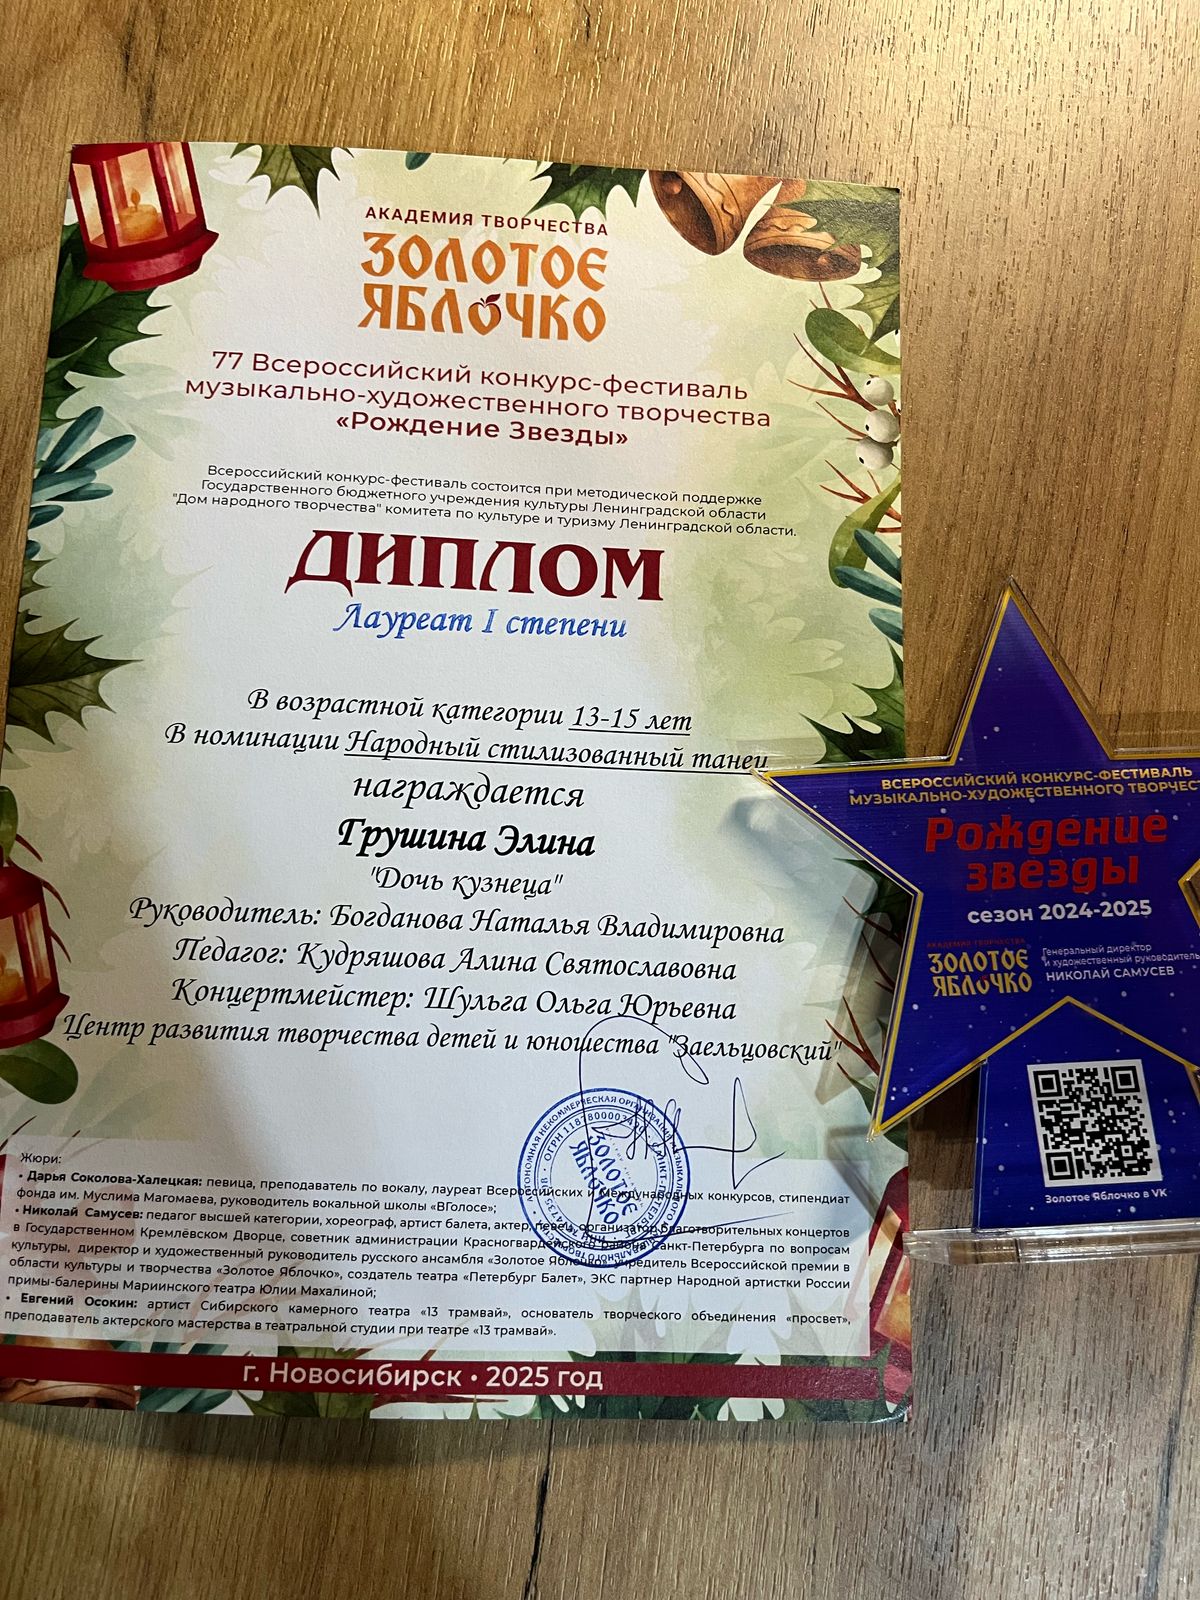 АКАДЕМИЯ ТВОРЧЕСТВА
ЗОЛОТОЕ
ЯБЛОЧКО
77 Всероссийский конкурс-фестиваль
музыкально-художественного творчества
«Рождение Звезды»
Всероссийский конкурс-фестиваль состоится при методической поддержке
Государственного бюджетного учреждения культуры Ленинградской области
"Дом народного творчества" комитета по культуре и туризму Ленинградской области.
ДИПЛОМ
Лауреат I степени
В возрастной категории 13-15 лет
В номинации Народный стилизованный танец
награждается
Грушина Элина
"Дочь кузнеца"
Руководитель: Богданова Наталья Владимировна
Педагог: Кудряшова Алина Святославовна
Концертмейстер: Шульга Ольга Юрьевна
Центр развития творчества детей и юношества "Заельцовский"
Жюри:
• Дарья Соколова-Халецкая: певица, преподаватель по вокалу, лауреат Всероссийских и Международных конкурсов, стипендиат
фонда им. Муслима Магомаева, руководитель вокальной школы «ВГолосе»;
• Николай Самусев: педагог высшей категории, хореограф, артист балета, актер, певец, организатор благотворительных концертов
в Государственном Кремлёвском Дворце, советник администрации Красногвардейского района Санкт-Петербурга по вопросам
культуры, директор и художественный руководитель русского ансамбля «Золотое Яблочко», учредитель Всероссийской премии в
области культуры и творчества «Золотое Яблочко», создатель театра «Петербург Балет», ЭКС партнер Народной артистки России
примы-балерины Мариинского театра Юлии Махалиной;
• Евгений Осокин: артист Сибирского камерного театра «13 трамвай», основатель творческого объединения «просвет»,
преподаватель актерского мастерства в театральной студии при театре «13 трамвай».
ЗОЛОТОЕ
ЯБЛОЧКО
г. Новосибирск • 2025 год
ВСЕРОССИЙСКИЙ КОНКУРС-ФЕСТИВАЛЬ
МУЗЫКАЛЬНО-ХУДОЖЕСТВЕННОГО ТВОРЧЕСТ
Рождение
звезды
сезон 2024-2025
АКАДЕМИЯ ТВОРЧЕСТВА
ЗОЛОТОЕ
ЯБЛОЧКО
Генеральный директор
и художественный руководитель
НИКОЛАЙ САМУСЕВ
Золотое Яблочко в VK